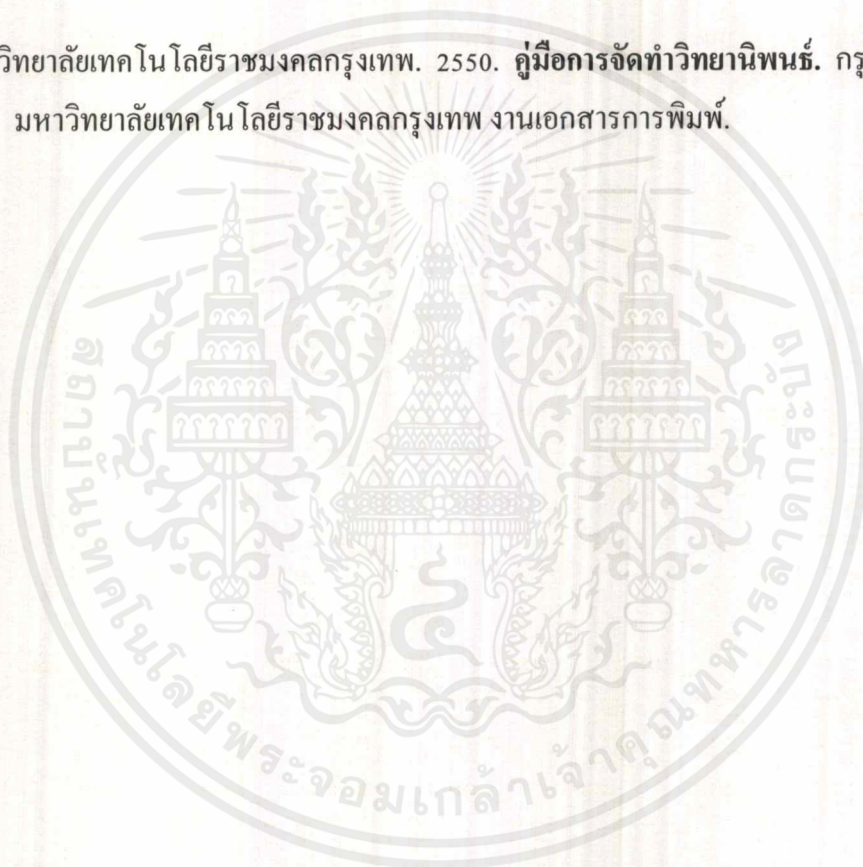 วิทยาลัยเทคโนโลยีราชมงคลกรุงเทพ. 2550. คู่มือการจัดทำวิทยานิพนธ์. กรุ
มหาวิทยาลัยเทคโนโลยีราชมงคลกรุงเทพ งานเอกสารการพิมพ์.
สถาบันเทคโนโลยีพระจอมเกล้าเจ้าคุณทหารลาดกระบัง